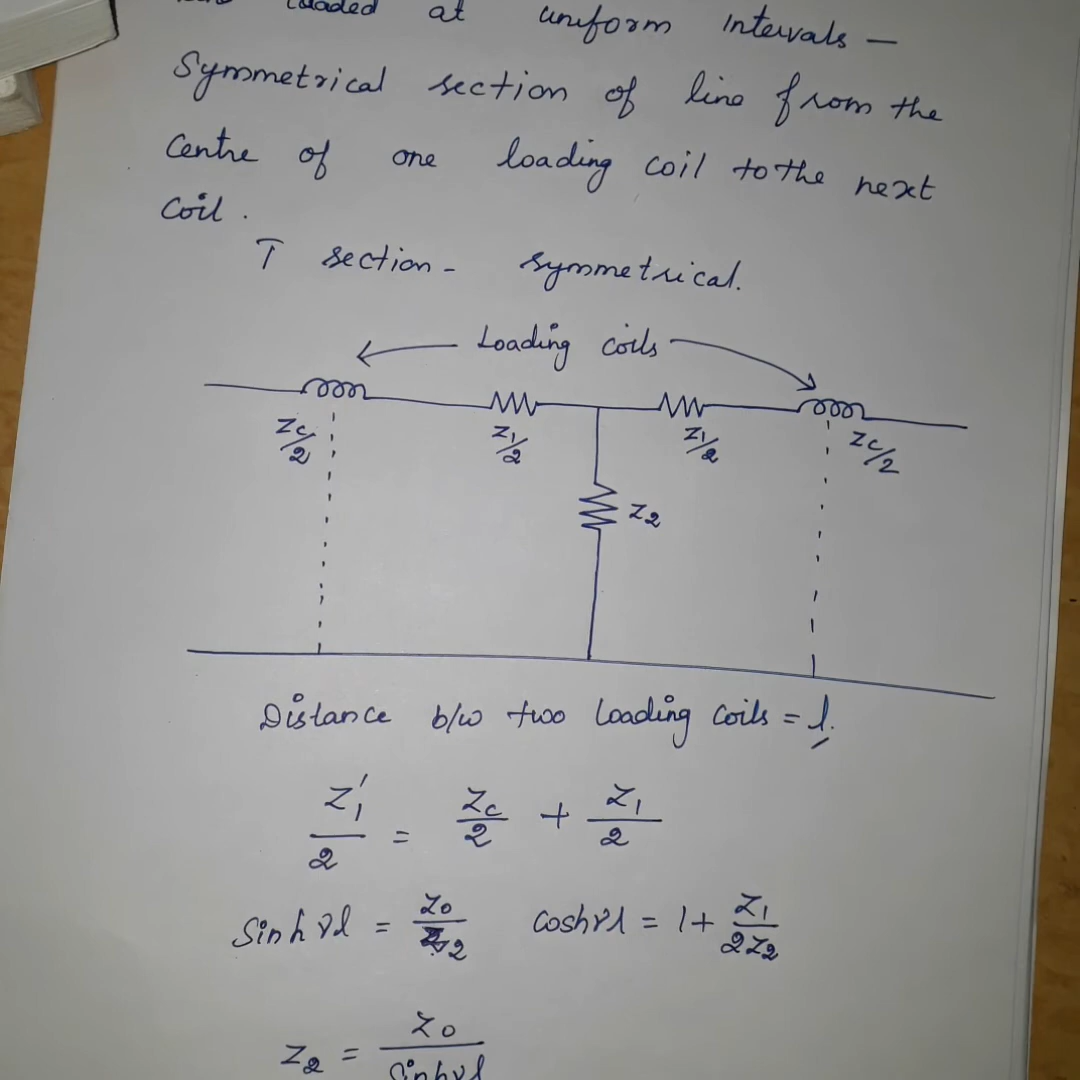 loaded at uniform intervals —
Symmetrical section of line from the
Centre of one loading coil to the next
Coil.
T section - symmetrical.
Loading coils
Zc/2 Z1/2 Z1/2 Zc/2
Z2
Distance b/w two loading coils = l.
Z1'/2 = Zc/2 + Z1/2
Sinh γl = Z0/Z2 coshγl = 1 + Z1/2Z2
Z2 = Z0/Sinhγl